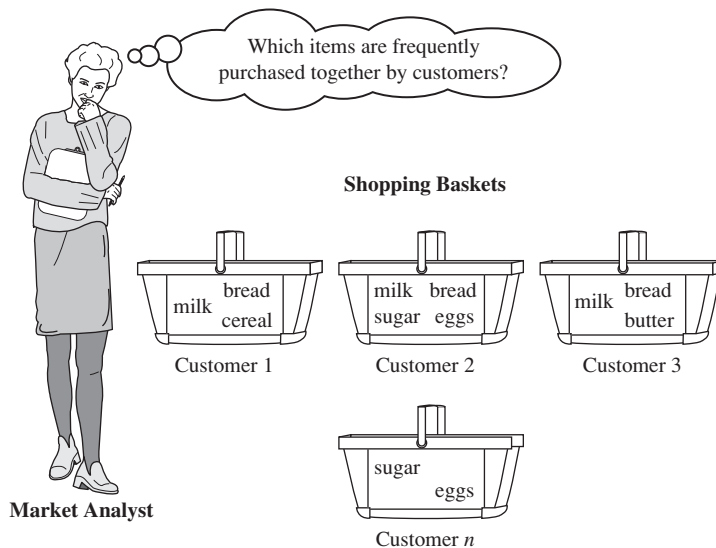 Which items are frequently
purchased together by customers?
Shopping Baskets
milk bread
cereal
Customer 1
milk bread
sugar eggs
Customer 2
milk bread
butter
Customer 3
sugar
eggs
Customer n
Market Analyst